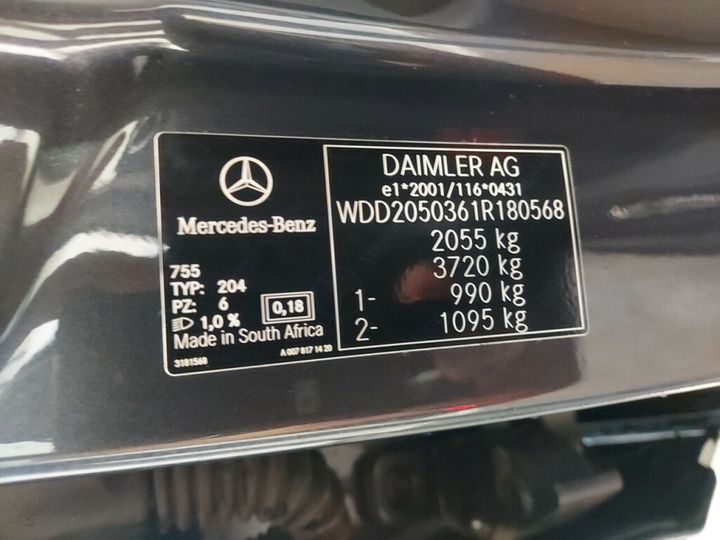 Mercedes-Benz
755
TYP: 204
PZ: 6
0,18
1,0 %
Made in South Africa
3181568
A 007 817 14 20
DAIMLER AG
e1*2001/116*0431
WDD2050361R180568
2055 kg
3720 kg
1- 990 kg
2- 1095 kg